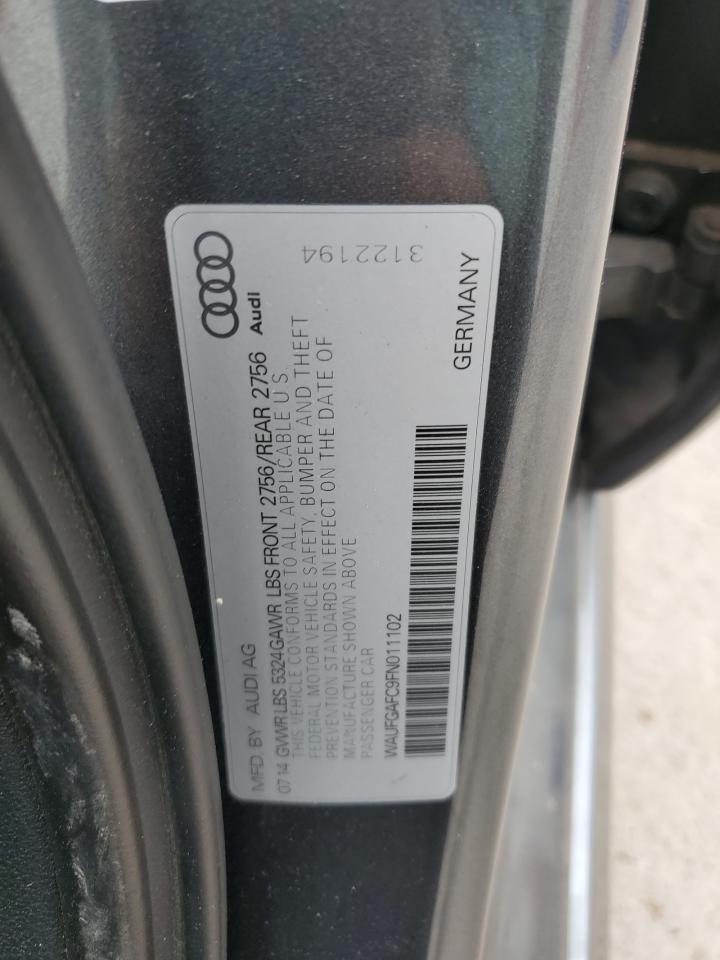 MFD. BY AUDI AG
Audi
0714 GVWR LBS 5324 GAWR LBS FRONT 2756/REAR 2756
THIS VEHICLE CONFORMS TO ALL APPLICABLE U S
FEDERAL MOTOR VEHICLE SAFETY, BUMPER AND THEFT
PREVENTION STANDARDS IN EFFECT ON THE DATE OF
MANUFACTURE SHOWN ABOVE
PASSENGER CAR
WAUFGAFC9FN011102
GERMANY
3122194